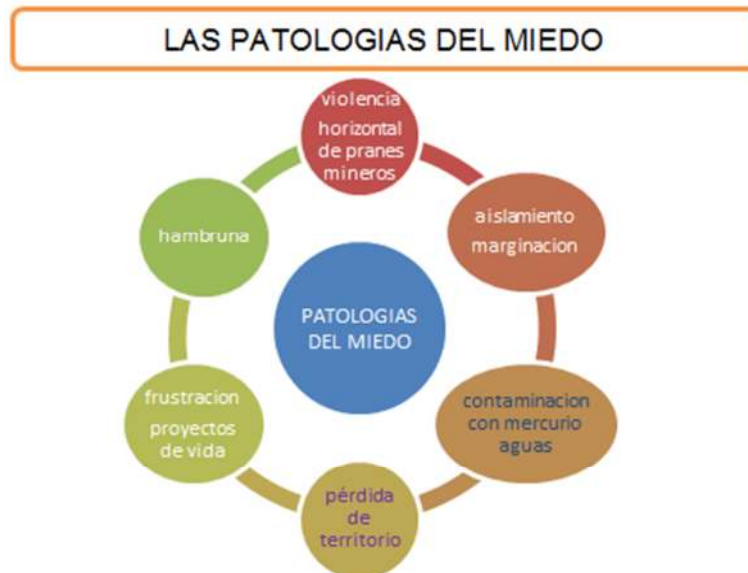 LAS PATOLOGIAS DEL MIEDO
violencia
horizontal
de pranes
mineros
aislamiento
marginacion
contaminacion
con mercurio
aguas
pérdida
de
territorio
frustracion
proyectos
de vida
hambruna
PATOLOGIAS
DEL MIEDO